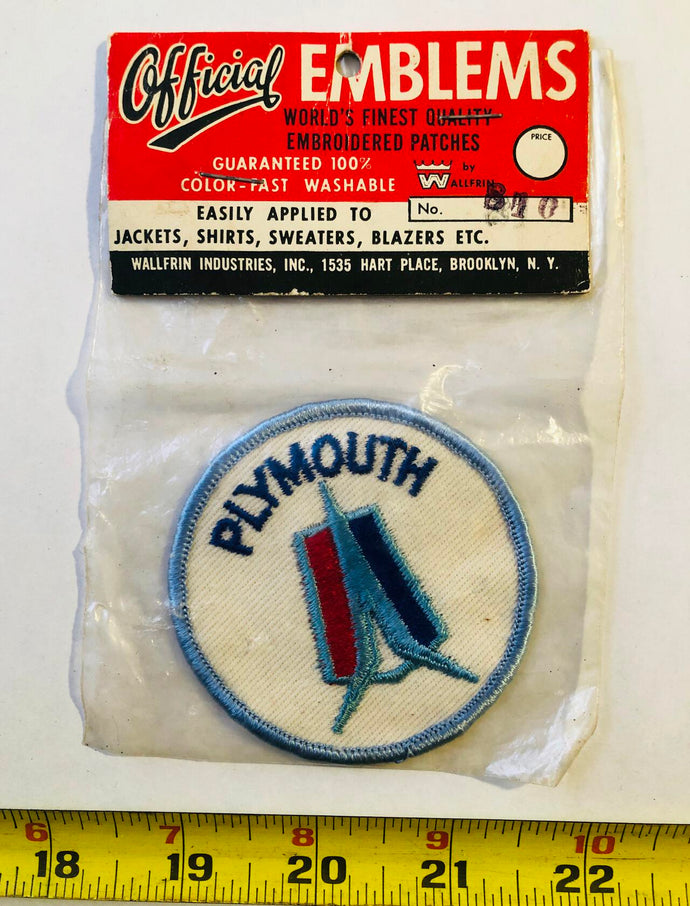 Official EMBLEMS
WORLD'S FINEST QUALITY
EMBROIDERED PATCHES
GUARANTEED 100%
COLOR-FAST WASHABLE
PRICE
by
W WALLFRIN
No. B70
EASILY APPLIED TO
JACKETS, SHIRTS, SWEATERS, BLAZERS ETC.
WALLFRIN INDUSTRIES, INC., 1535 HART PLACE, BROOKLYN, N. Y.
PLYMOUTH
6 7 8 9 10
18 19 20 21 22